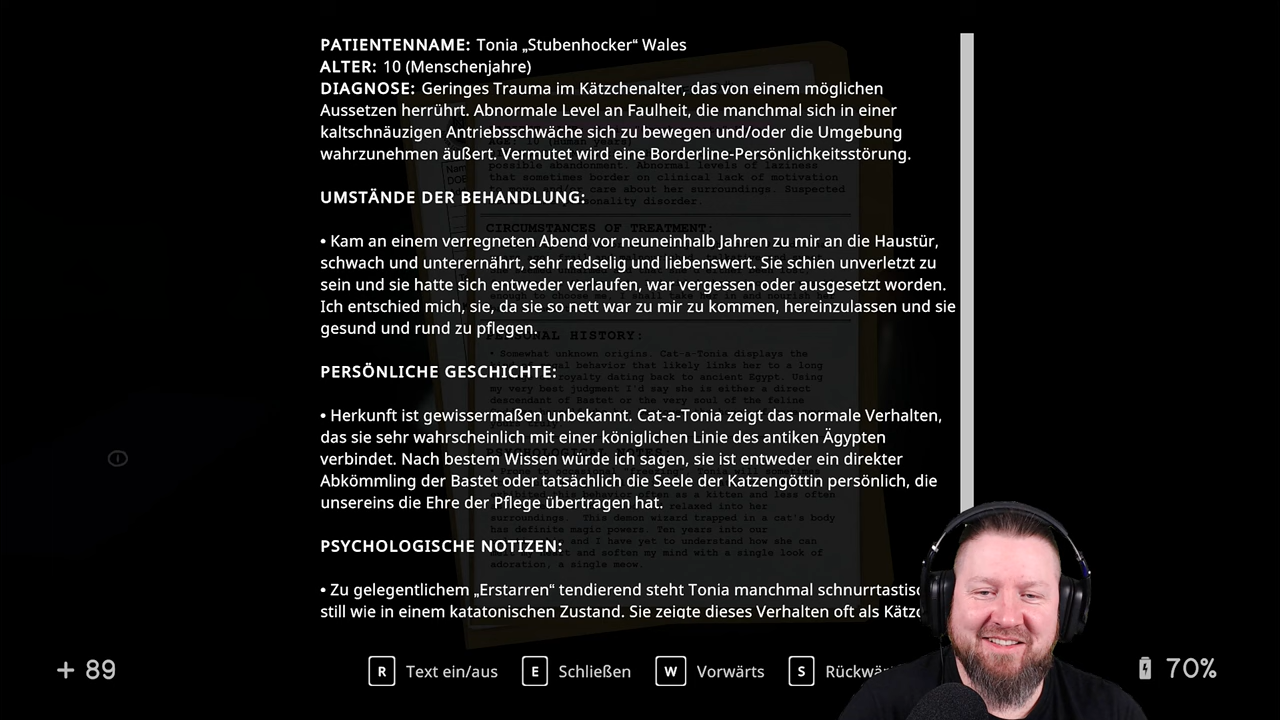 PATIENTENNAME: Tonia „Stubenhocker“ Wales
ALTER: 10 (Menschenjahre)
DIAGNOSE: Geringes Trauma im Kätzchenalter, das von einem möglichen
Aussetzen herrührt. Abnormale Level an Faulheit, die manchmal sich in einer
kaltschnäuzigen Antriebsschwäche sich zu bewegen und/oder die Umgebung
wahrzunehmen äußert. Vermutet wird eine Borderline-Persönlichkeitsstörung.
UMSTÄNDE DER BEHANDLUNG:
• Kam an einem verregneten Abend vor neuneinhalb Jahren zu mir an die Haustür,
schwach und unterernährt, sehr redselig und liebenswert. Sie schien unverletzt zu
sein und sie hatte sich entweder verlaufen, war vergessen oder ausgesetzt worden.
Ich entschied mich, sie, da sie so nett war zu mir zu kommen, hereinzulassen und sie
gesund und rund zu pflegen.
PERSÖNLICHE GESCHICHTE:
• Herkunft ist gewissermaßen unbekannt. Cat-a-Tonia zeigt das normale Verhalten,
das sie sehr wahrscheinlich mit einer königlichen Linie des antiken Ägypten
verbindet. Nach bestem Wissen würde ich sagen, sie ist entweder ein direkter
Abkömmling der Bastet oder tatsächlich die Seele der Katzengöttin persönlich, die
unsereins die Ehre der Pflege übertragen hat.
PSYCHOLOGISCHE NOTIZEN:
• Zu gelegentlichem „Erstarren“ tendierend steht Tonia manchmal
still wie in einem katatonischen Zustand. Sie zeigte dieses Verhalten oft als
+ 89
R Text ein/aus
E Schließen
W Vorwärts
S
70%